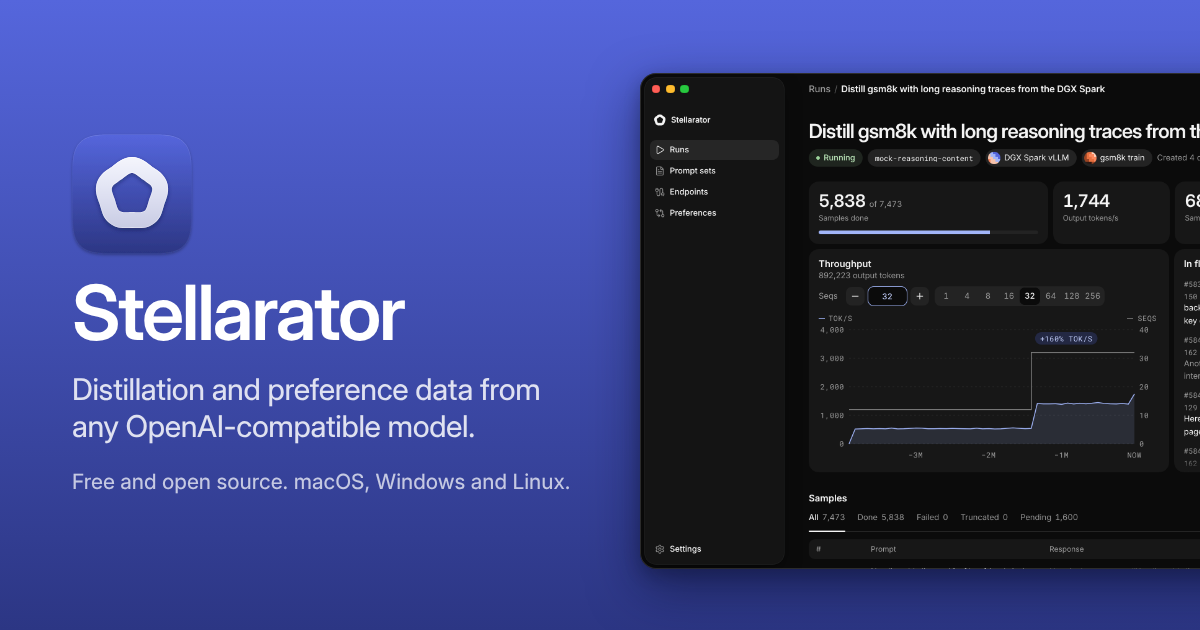 Stellarator
Distillation and preference data from
any OpenAI-compatible model.
Free and open source. macOS, Windows and Linux.
Stellarator
Runs
Prompt sets
Endpoints
Preferences
Settings
Runs / Distill gsm8k with long reasoning traces from the DGX Spark
Distill gsm8k with long reasoning traces from
Running
mock-reasoning-content
DGX Spark vLLM
gsm8k train
Created 4
5,838 of 7,473
Samples done
1,744
Output tokens/s
Throughput
892,223 output tokens
Seqs − 32 + 1 4 8 16 32 64 128 256
TOK/S
SEQS
4,000
3,000
2,000
1,000
0
+160% TOK/S
40
30
20
10
0
-3M -2M -1M NOW
Samples
All 7,473 Done 5,838 Failed 0 Truncated 0 Pending 1,600
# Prompt Response